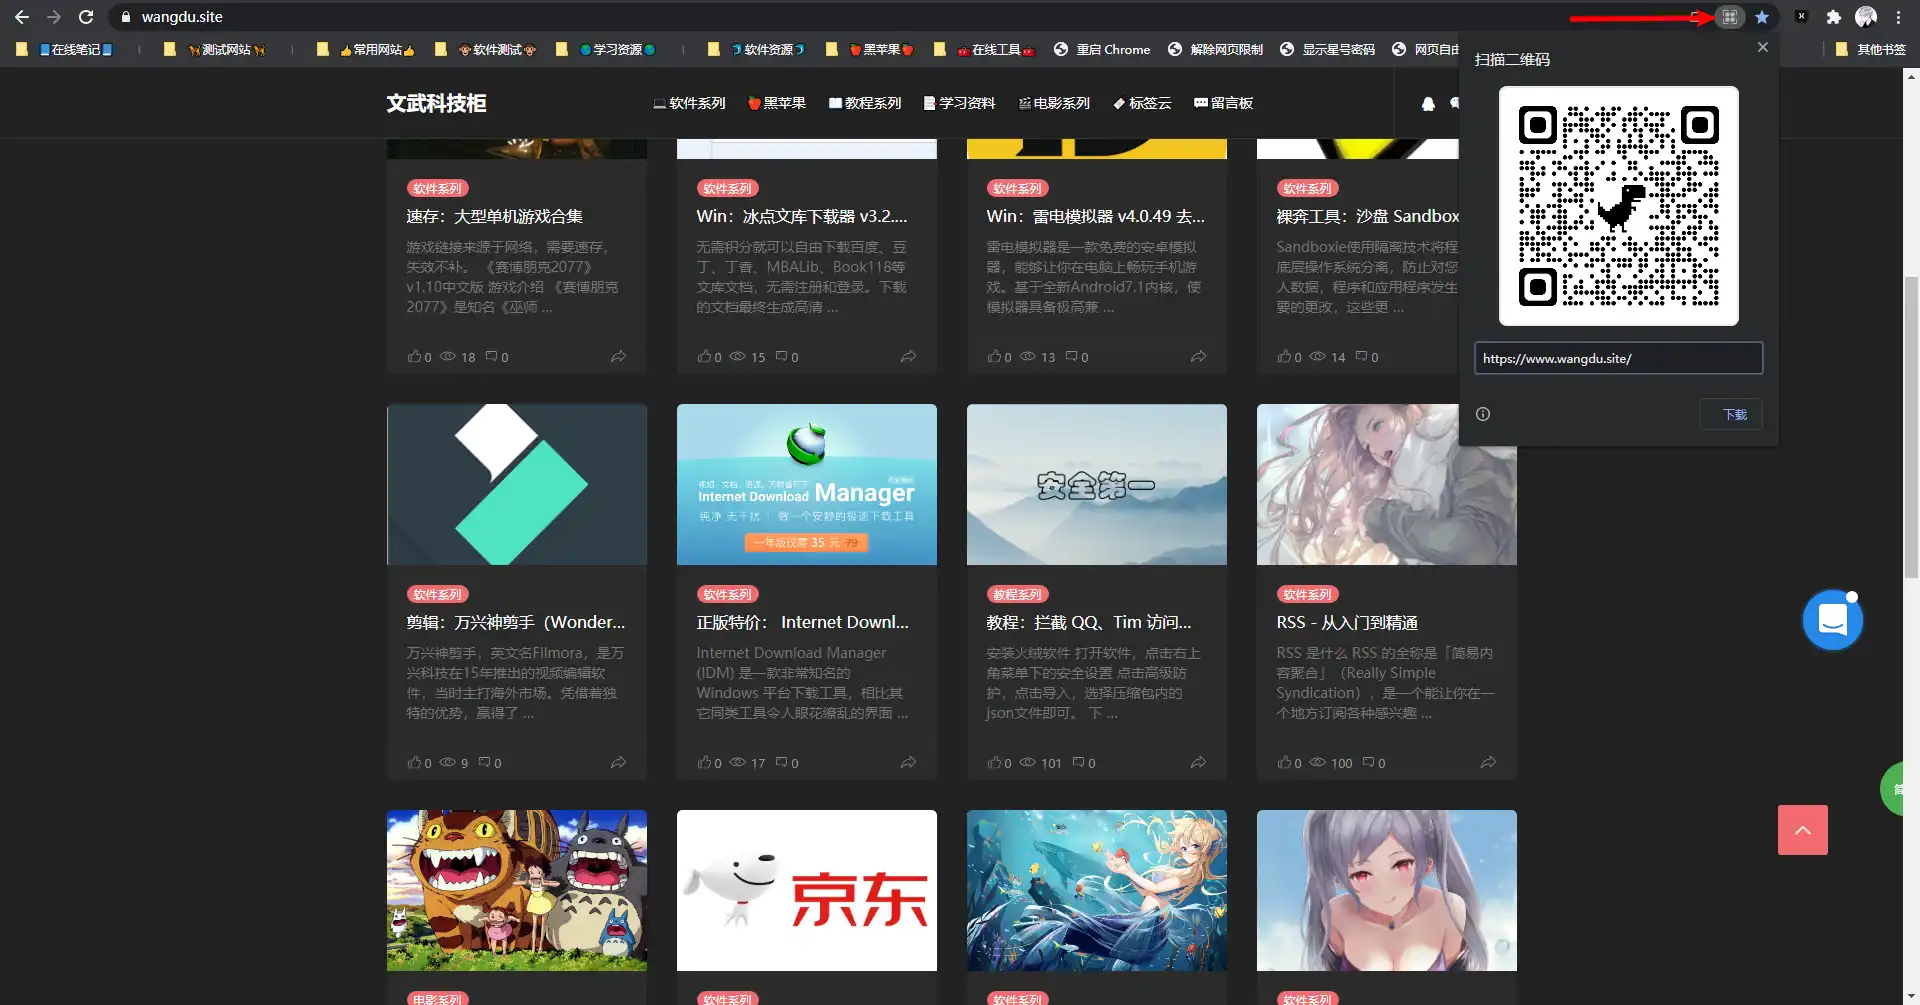 wangdu.site
📘在线笔记📘
🐆测试网站🐆
👍常用网站👍
🐵软件测试🐵
🌏学习资源🌏
🌊软件资源🌊
🍎黑苹果🍎
🧰在线工具🧰
重启 Chrome
解除网页限制
显示星号密码
网页自由
其他书签
扫描二维码
https://www.wangdu.site/
下载
文武科技柜
软件系列
黑苹果
教程系列
学习资料
电影系列
标签云
留言板
软件系列
速存：大型单机游戏合集
游戏链接来源于网络，需要速存，
失效不补。 《赛博朋克2077》
v1.10中文版 游戏介绍 《赛博朋克
2077》是知名《巫师 ...
0 18 0
软件系列
Win：冰点文库下载器 v3.2....
无需积分就可以自由下载百度、豆
丁、丁香、MBALib、Book118等
文库文档，无需注册和登录。下载
的文档最终生成高清 ...
0 15 0
软件系列
Win：雷电模拟器 v4.0.49 去...
雷电模拟器是一款免费的安卓模拟
器，能够让你在电脑上畅玩手机游
戏。基于全新Android7.1内核，使
模拟器具备极高兼 ...
0 13 0
软件系列
裸奔工具：沙盘 Sandbox
Sandboxie使用隔离技术将程
底层操作系统分离，防止对您
人数据，程序和应用程序发生
要的更改，这些更 ...
0 14 0
软件系列
剪辑：万兴神剪手（Wonder...
万兴神剪手，英文名Filmora，是万
兴科技在15年推出的视频编辑软
件，当时主打海外市场。凭借着独
特的优势，赢得了 ...
0 9 0
视频、文档、资源，万物皆可下
For Win
Internet Download Manager
纯净 无干扰 | 做一个安静的极速下载工具
一年版仅需 35 元 79
软件系列
正版特价： Internet Downl...
Internet Download Manager
(IDM) 是一款非常知名的
Windows 平台下载工具，相比其
它同类工具令人眼花缭乱的界面 ...
0 17 0
安全第一
教程系列
教程：拦截 QQ、Tim 访问...
安装火绒软件 打开软件，点击右上
角菜单下的安全设置 点击高级防
护，点击导入，选择压缩包内的
json文件即可。 下 ...
0 101 0
软件系列
RSS - 从入门到精通
RSS 是什么 RSS 的全称是「简易内
容聚合」（Really Simple
Syndication），是一个能让你在一
个地方订阅各种感兴趣 ...
0 100 0
简
京东
电影系列
软件系列
软件系列
软件系列